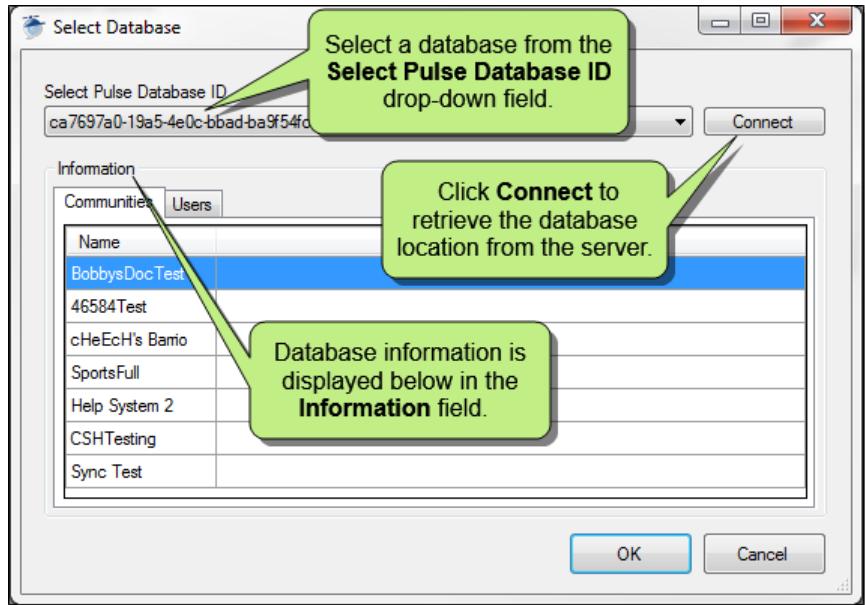 Select Database
Select a database from the
Select Pulse Database ID
drop-down field.
Select Pulse Database ID
ca7697a0-19a5-4e0c-bbad-ba9f54fd
Connect
Click Connect to
retrieve the database
location from the server.
Information
Communities Users
Name
BobbysDocTest
46584Test
cHeEcH's Barrio
SportsFull
Help System 2
CSHTesting
Sync Test
Database information is
displayed below in the
Information field.
OK Cancel